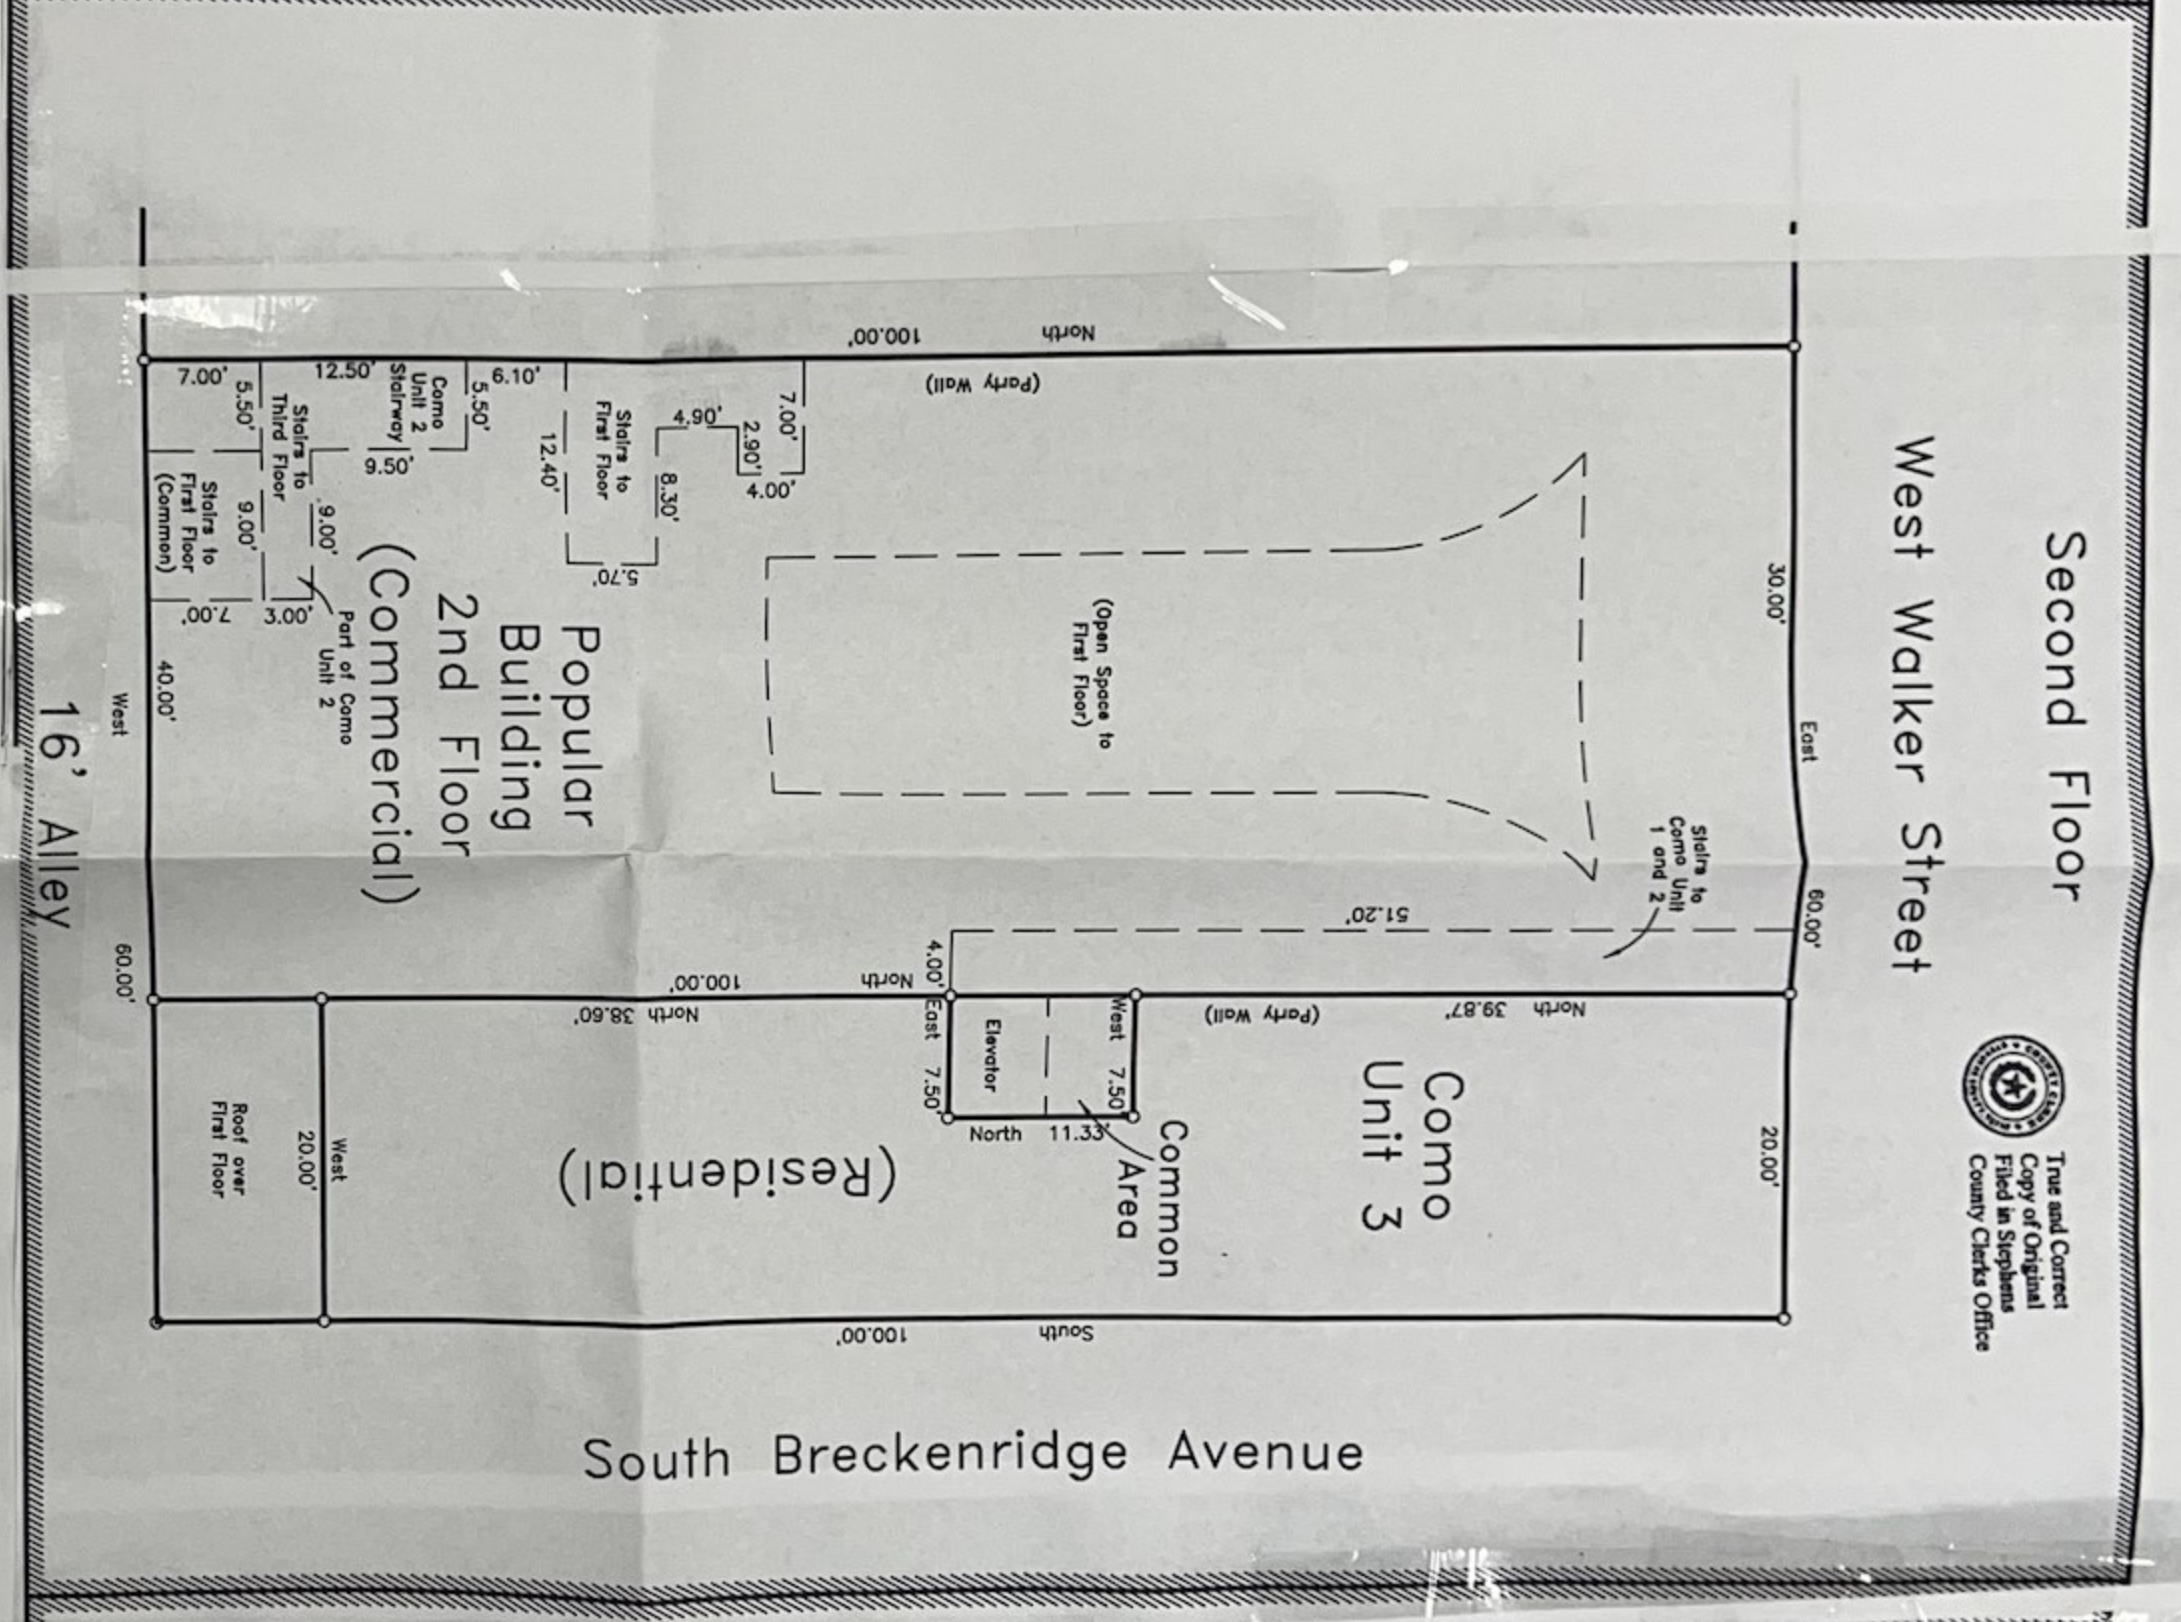 Second Floor
West Walker Street
True and Correct
Copy of Original
Filed in Stephens
County Clerks Office
East
60.00'
30.00'
20.00'
Stairs to
Como Unit
1 and 2
51.20'
North
100.00'
(Party Wall)
(Open Space to
First Floor)
7.00'
4.00'
2.90'
4.90'
8.30'
Stairs to
First Floor
5.70'
12.40'
6.10'
5.50'
Como
Unit 2
Stairway
12.50'
9.50'
Stairs to
Third Floor
9.00'
3.00'
Part of Como
Unit 2
5.50'
9.00'
7.00'
Stairs to
First Floor
(Common)
7.00'
40.00'
Popular
Building
2nd Floor
(Commercial)
North
100.00'
4.00'
North 39.87'
(Party Wall)
West 7.50'
East 7.50'
Elevator
North 11.33'
Common
Area
Como
Unit 3
(Residential)
North 38.60'
West
20.00'
Roof over
First Floor
South
100.00'
West
60.00'
16' Alley
South Breckenridge Avenue